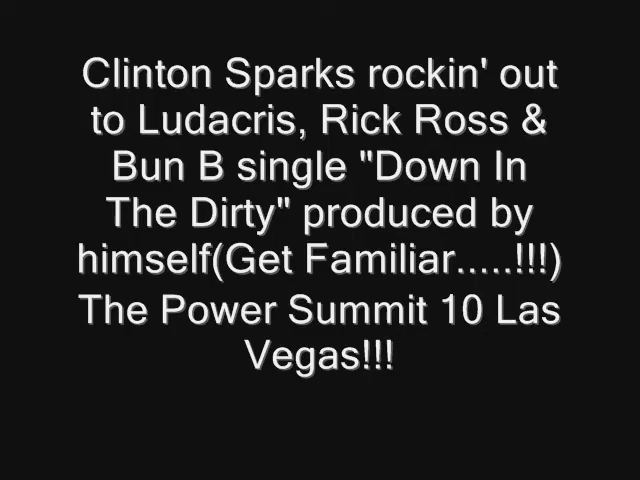 Clinton Sparks rockin' out
to Ludacris, Rick Ross &
Bun B single "Down In
The Dirty" produced by
himself(Get Familiar.....!!!)
The Power Summit 10 Las
Vegas!!!